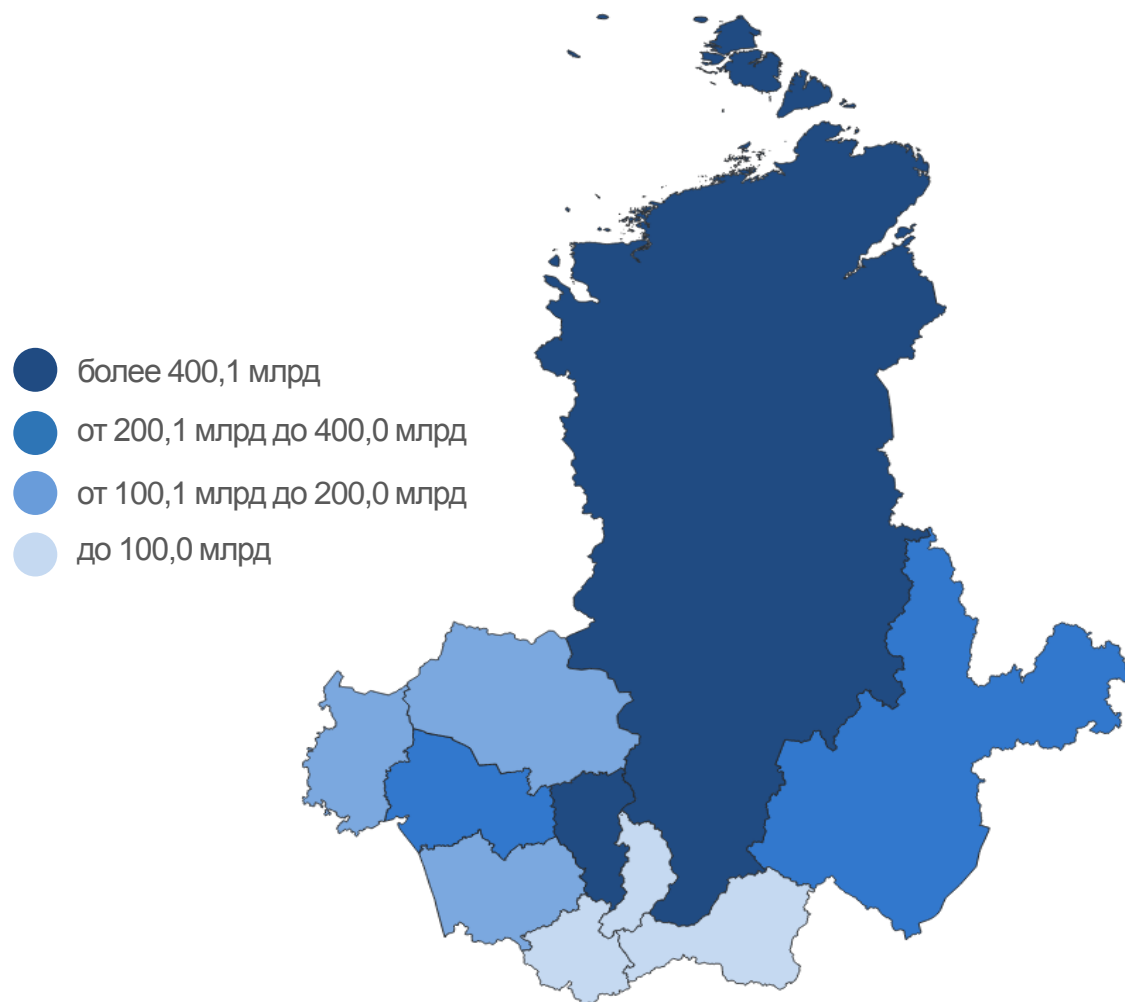 более 400,1 млрд
от 200,1 млрд до 400,0 млрд
от 100,1 млрд до 200,0 млрд
до 100,0 млрд